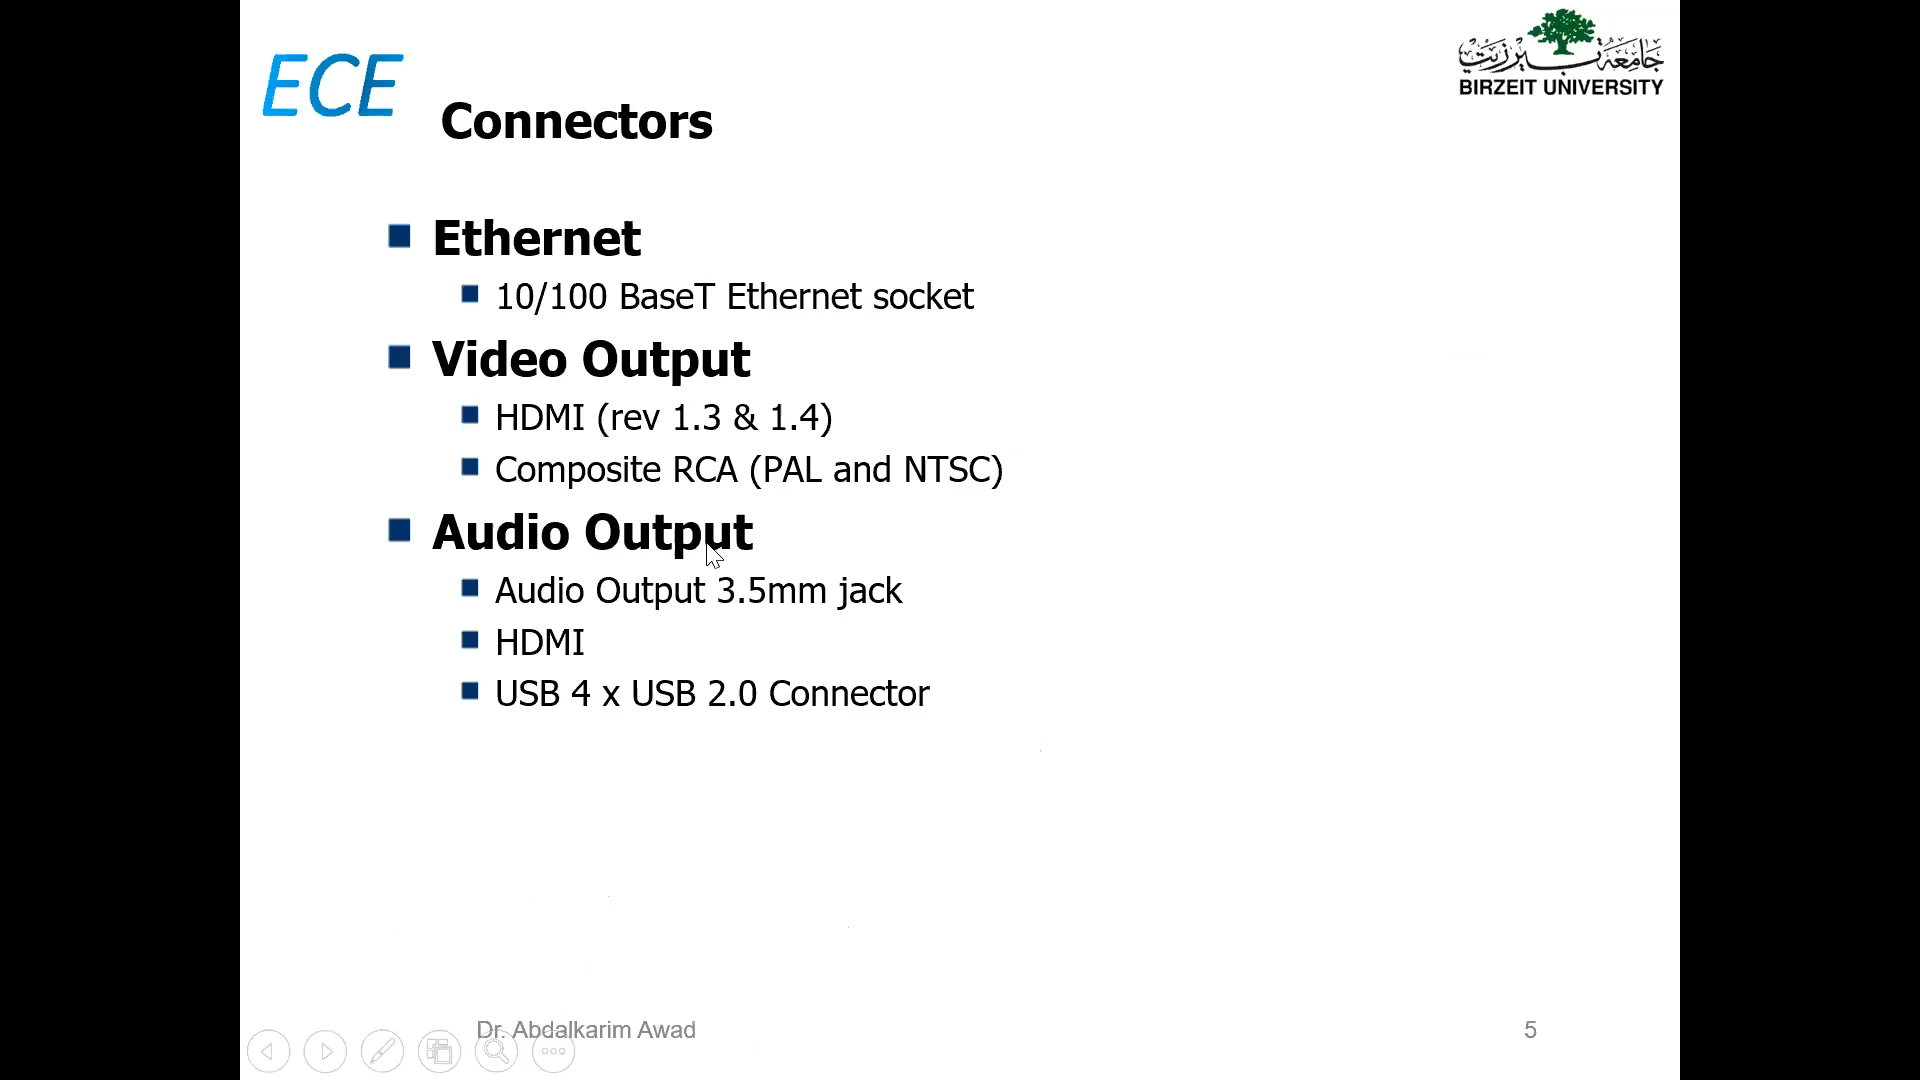 ECE
جامعة بيرزيت
BIRZEIT UNIVERSITY
Connectors
Ethernet
10/100 BaseT Ethernet socket
Video Output
HDMI (rev 1.3 & 1.4)
Composite RCA (PAL and NTSC)
Audio Output
Audio Output 3.5mm jack
HDMI
USB 4 x USB 2.0 Connector
Dr. Abdalkarim Awad
5